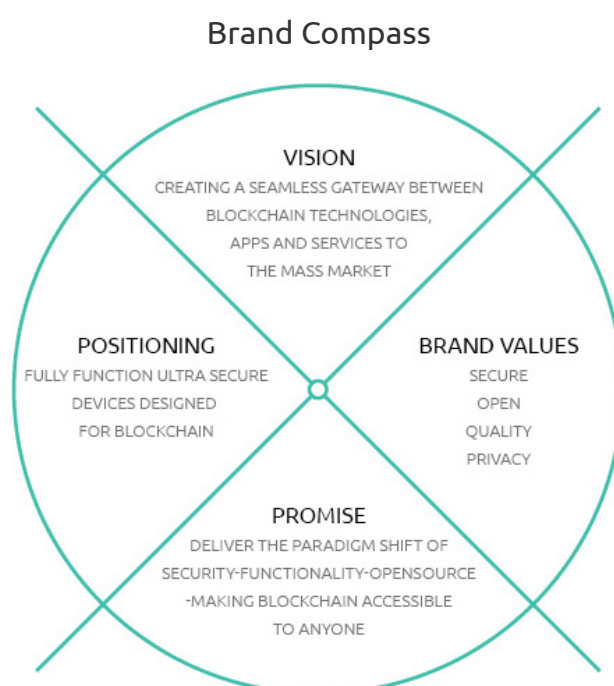 Brand Compass
VISION
CREATING A SEAMLESS GATEWAY BETWEEN
BLOCKCHAIN TECHNOLOGIES,
APPS AND SERVICES TO
THE MASS MARKET
POSITIONING
FULLY FUNCTION ULTRA SECURE
DEVICES DESIGNED
FOR BLOCKCHAIN
BRAND VALUES
SECURE
OPEN
QUALITY
PRIVACY
PROMISE
DELIVER THE PARADIGM SHIFT OF
SECURITY-FUNCTIONALITY-OPENSOURCE
-MAKING BLOCKCHAIN ACCESSIBLE
TO ANYONE